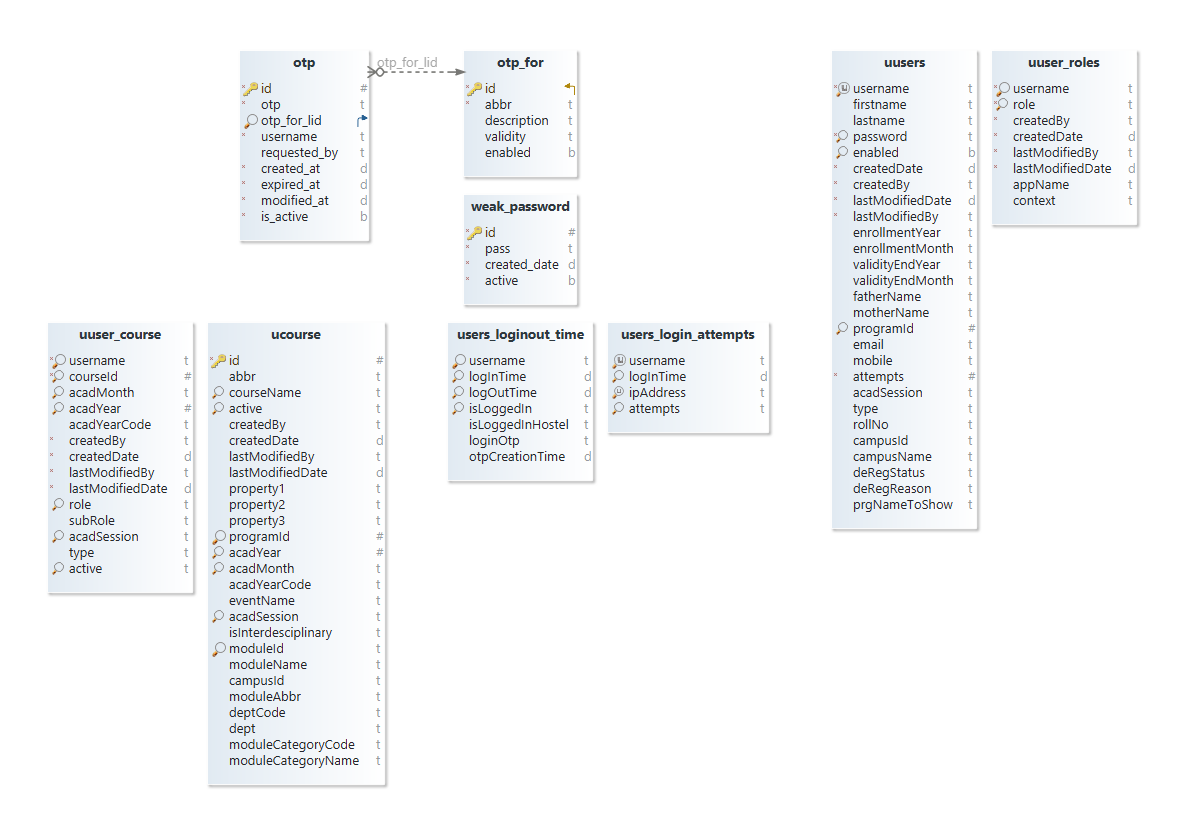 otp
id #
* otp t
otp_for_lid
* username t
requested_by t
* created_at d
* expired_at d
* modified_at d
* is_active b
otp_for_lid
otp_for
id
* abbr t
description t
validity t
enabled b
weak_password
id #
* pass t
* created_date d
* active b
uusers
username t
firstname t
lastname t
* password t
enabled b
* createdDate d
* createdBy t
* lastModifiedDate d
* lastModifiedBy t
enrollmentYear t
enrollmentMonth t
validityEndYear t
validityEndMonth t
fatherName t
motherName t
programId #
email t
mobile t
* attempts #
acadSession t
type t
rollNo t
campusId t
campusName t
deRegStatus t
deRegReason t
prgNameToShow t
uuser_roles
* username t
* role t
* createdBy t
* createdDate d
* lastModifiedBy t
* lastModifiedDate d
appName t
context t
uuser_course
* username t
* courseId #
acadMonth t
acadYear #
acadYearCode t
* createdBy t
* createdDate d
* lastModifiedBy t
* lastModifiedDate d
role t
subRole t
acadSession t
type t
active t
ucourse
* id #
abbr t
courseName t
active t
createdBy t
createdDate d
lastModifiedBy t
lastModifiedDate d
property1 t
property2 t
property3 t
programId #
acadYear #
acadMonth t
acadYearCode t
eventName t
acadSession t
isInterdesciplinary t
moduleId t
moduleName t
campusId t
moduleAbbr t
deptCode t
dept t
moduleCategoryCode t
moduleCategoryName t
users_loginout_time
username t
logInTime d
logOutTime d
isLoggedIn t
isLoggedInHostel t
loginOtp t
otpCreationTime d
users_login_attempts
username t
logInTime d
ipAddress t
attempts t